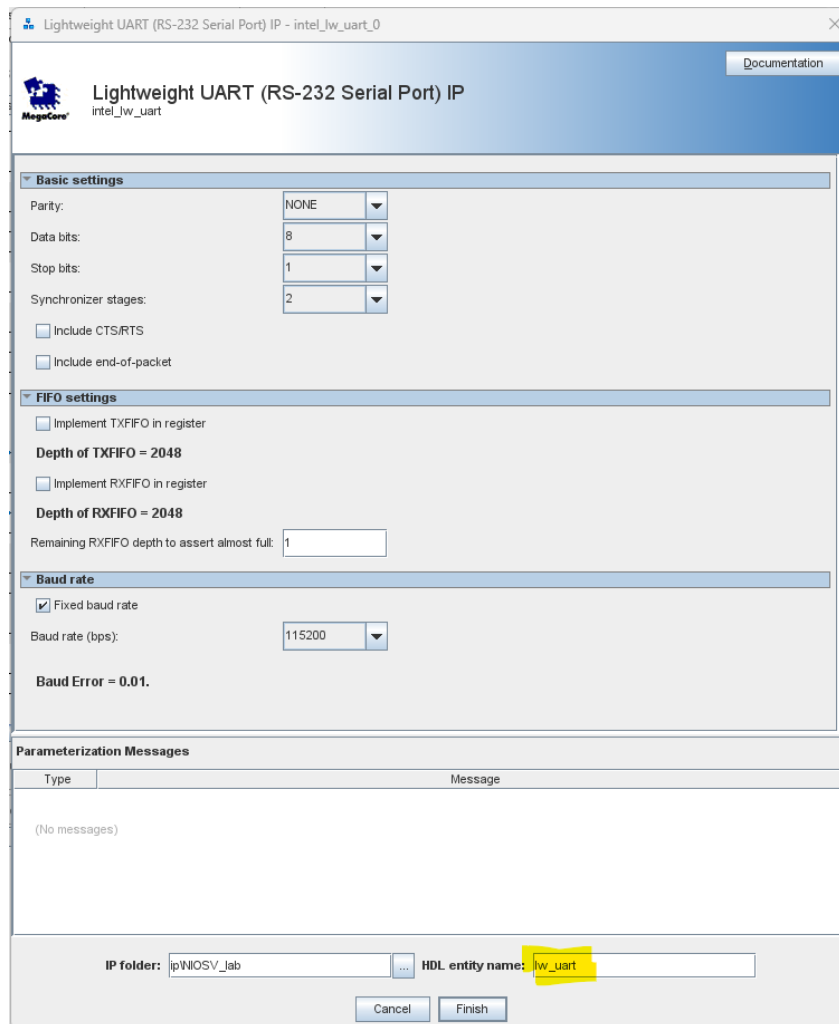 Lightweight UART (RS-232 Serial Port) IP - intel_lw_uart_0
Documentation
MegaCore®
Lightweight UART (RS-232 Serial Port) IP
intel_lw_uart
Basic settings
Parity: NONE
Data bits: 8
Stop bits: 1
Synchronizer stages: 2
Include CTS/RTS
Include end-of-packet
FIFO settings
Implement TXFIFO in register
Depth of TXFIFO = 2048
Implement RXFIFO in register
Depth of RXFIFO = 2048
Remaining RXFIFO depth to assert almost full: 1
Baud rate
Fixed baud rate
Baud rate (bps): 115200
Baud Error = 0.01.
Parameterization Messages
Type Message
(No messages)
IP folder: ip\NIOSV_lab ... HDL entity name: lw_uart
Cancel Finish